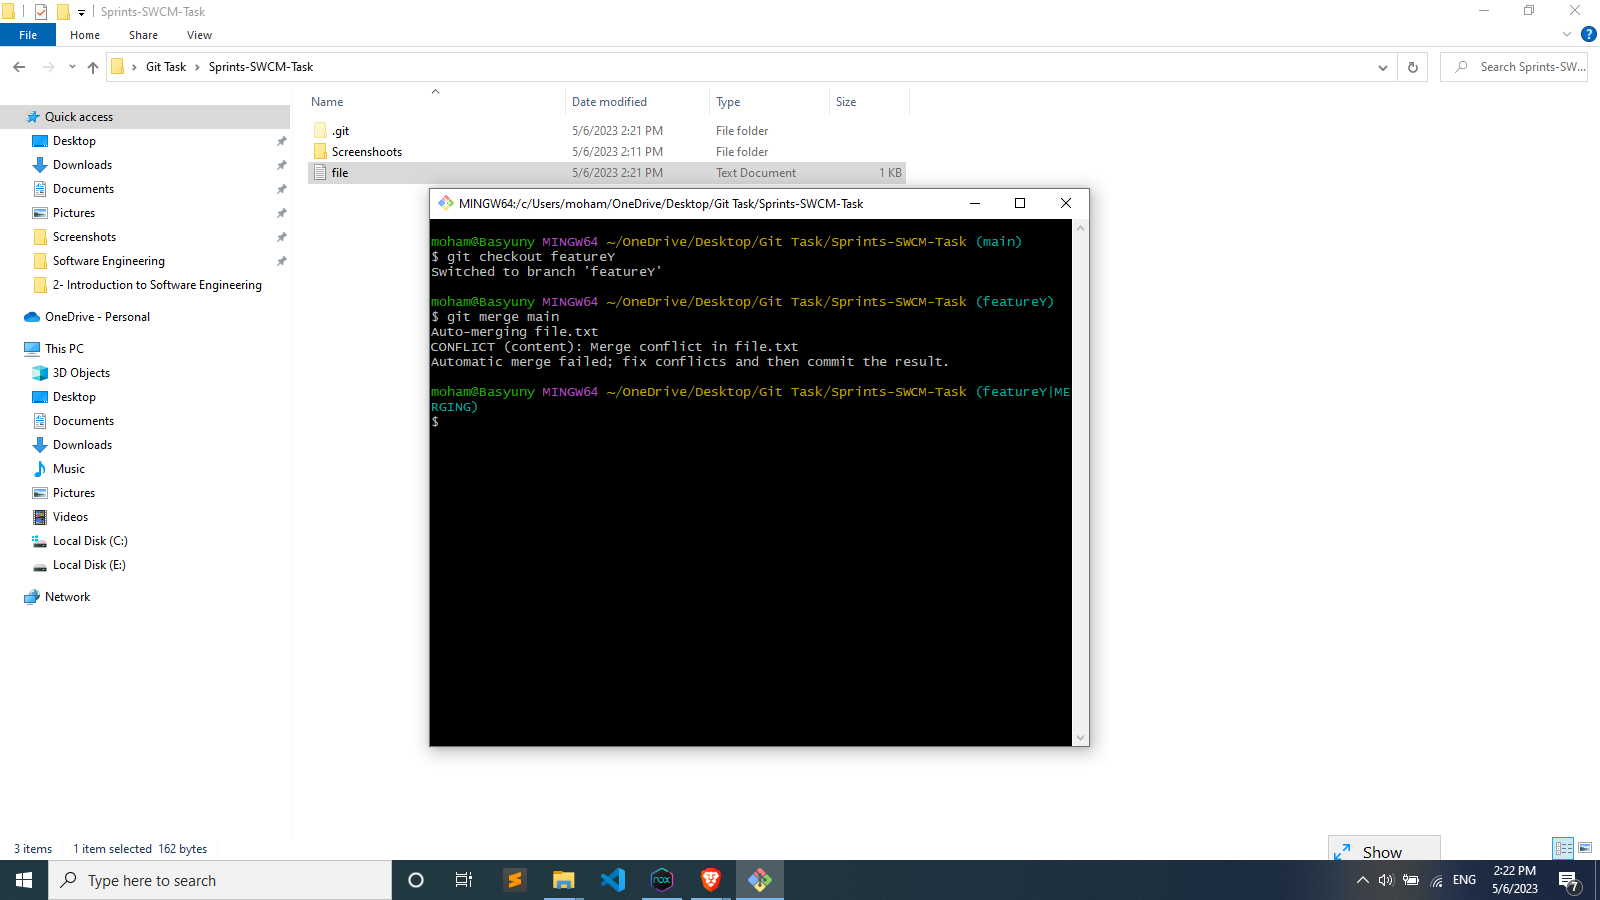 Sprints-SWCM-Task
File Home Share View
Git Task Sprints-SWCM-Task Search Sprints-SW...
Name Date modified Type Size
Quick access
Desktop
Downloads
Documents
Pictures
Screenshots
Software Engineering
2- Introduction to Software Engineering
OneDrive - Personal
This PC
3D Objects
Desktop
Documents
Downloads
Music
Pictures
Videos
Local Disk (C:)
Local Disk (E:)
Network
.git 5/6/2023 2:21 PM File folder
Screenshoots 5/6/2023 2:11 PM File folder
file 5/6/2023 2:21 PM Text Document 1 KB
MINGW64:/c/Users/moham/OneDrive/Desktop/Git Task/Sprints-SWCM-Task
moham@Basyuny MINGW64 ~/OneDrive/Desktop/Git Task/Sprints-SWCM-Task (main)
$ git checkout featureY
Switched to branch 'featureY'
moham@Basyuny MINGW64 ~/OneDrive/Desktop/Git Task/Sprints-SWCM-Task (featureY)
$ git merge main
Auto-merging file.txt
CONFLICT (content): Merge conflict in file.txt
Automatic merge failed; fix conflicts and then commit the result.
moham@Basyuny MINGW64 ~/OneDrive/Desktop/Git Task/Sprints-SWCM-Task (featureY|ME
RGING)
$
3 items 1 item selected 162 bytes
Show
Type here to search
nox
ENG
2:22 PM
5/6/2023
7